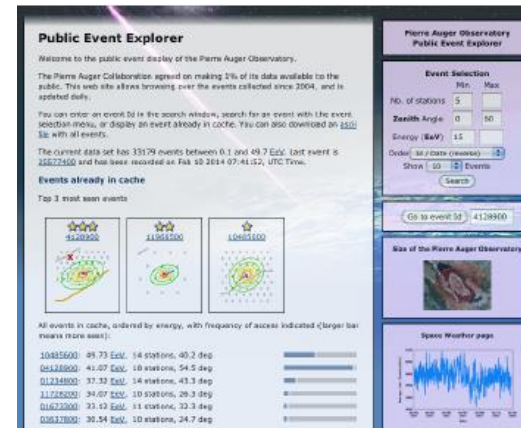 Public Event Explorer
Welcome to the public event display of the Pierre Auger Observatory.
The Pierre Auger Collaboration agreed on making 1% of its data available to the
public. This web site allows browsing over the events collected since 2004, and is
updated daily.
You can enter an event Id in the search window, search for an event with the event
selection menu, or display an event already in cache. You can also download an ascii
file with all events.
The current data set has 33179 events between 0.1 and 49.7 EeV. Last event is
25577400 and has been recorded on Feb 10 2014 07:41:52, UTC Time.
Events already in cache
Top 3 most seen events
4128900
11966500
10485600
All events in cache, ordered by energy, with frequency of access indicated (larger bar
means more seen):
10485600: 49.73 EeV, 14 stations, 40.2 deg
04128900: 41.07 EeV, 18 stations, 54.5 deg
01234800: 37.32 EeV, 14 stations, 43.3 deg
11728200: 34.07 EeV, 10 stations, 26.3 deg
01673300: 33.12 EeV, 11 stations, 32.3 deg
03637800: 30.54 EeV, 10 stations, 24.7 deg
Pierre Auger Observatory
Public Event Explorer
Event Selection
Min Max
No. of stations 5
Zenith Angle 0 60
Energy (EeV) 15
Order Id / Date (reverse)
Show 10 Events
Search
Go to event Id 4128900
Size of the Pierre Auger Observatory
Space Weather page